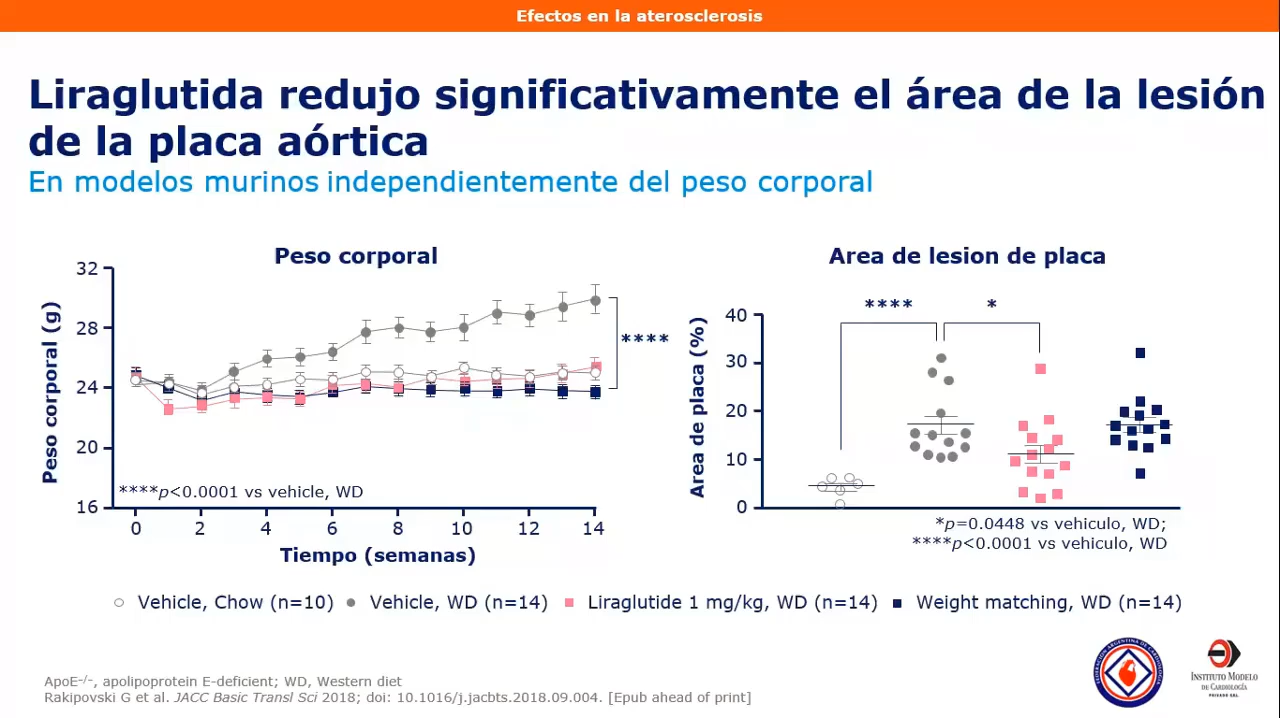 Efectos en la aterosclerosis
Liraglutida redujo significativamente el área de la lesión
de la placa aórtica
En modelos murinos independientemente del peso corporal
Peso corporal
Peso corporal (g)
32
28
24
20
16
****
****p<0.0001 vs vehicle, WD
0 2 4 6 8 10 12 14
Tiempo (semanas)
Area de lesion de placa
Area de placa (%)
40
30
20
10
0
**** *
*p=0.0448 vs vehiculo, WD;
****p<0.0001 vs vehiculo, WD
Vehicle, Chow (n=10) Vehicle, WD (n=14) Liraglutide 1 mg/kg, WD (n=14) Weight matching, WD (n=14)
ApoE–/–, apolipoprotein E-deficient; WD, Western diet
Rakipovski G et al. JACC Basic Transl Sci 2018; doi: 10.1016/j.jacbts.2018.09.004. [Epub ahead of print]
FEDERACIÓN ARGENTINA DE CARDIOLOGÍA
INSTITUTO MODELO
DE CARDIOLOGÍA
PRIVADO SRL